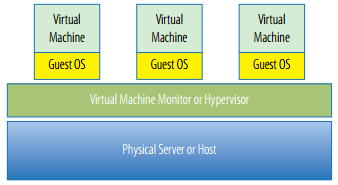 Virtual Virtual Virtual
Machine Machine Machine
Guest OS Guest OS Guest OS
Virtual Machine Monitor or Hypervisor
Physical Server or Host